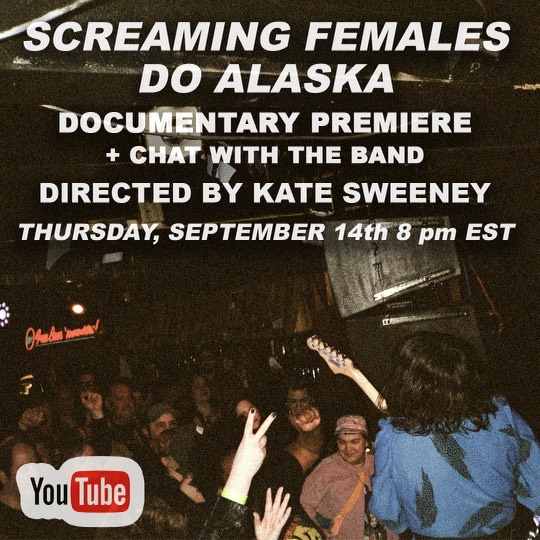 SCREAMING FEMALES
DO ALASKA
DOCUMENTARY PREMIERE
+ CHAT WITH THE BAND
DIRECTED BY KATE SWEENEY
THURSDAY, SEPTEMBER 14th 8 pm EST
YouTube